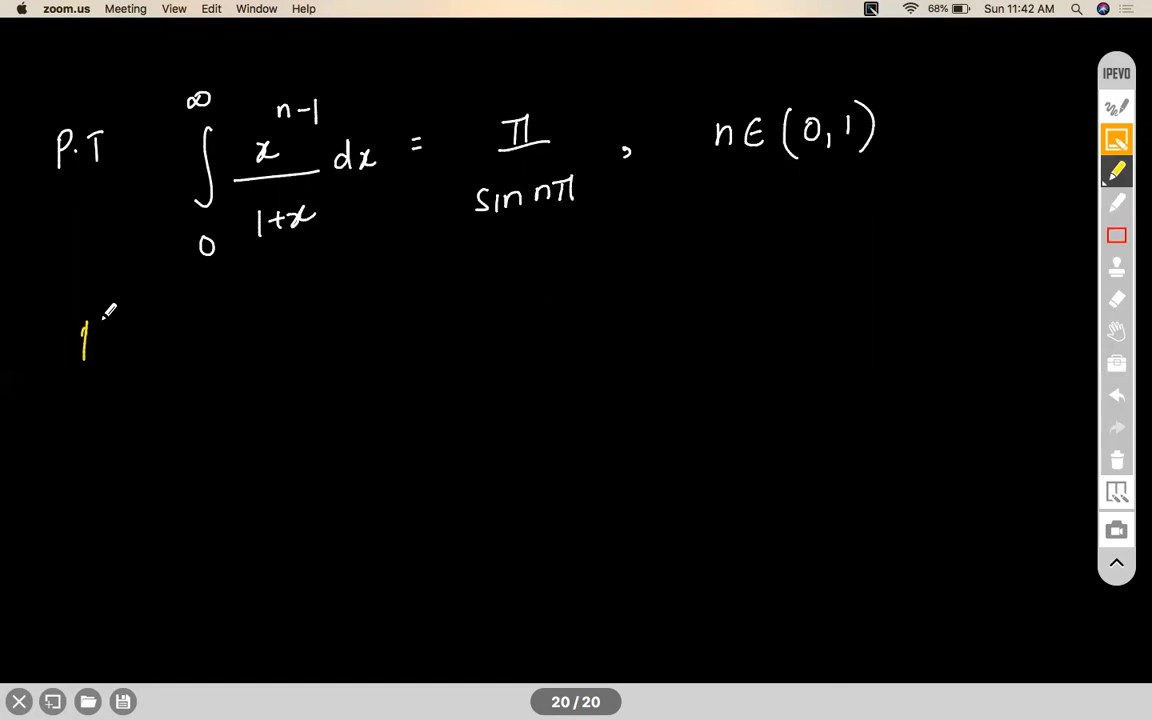 zoom.us Meeting View Edit Window Help 68% Sun 11:42 AM
IPEVO
P.T ∫₀^∞ x^(n-1)/(1+x) dx = π/sin nπ , n∈(0,1)
20/20